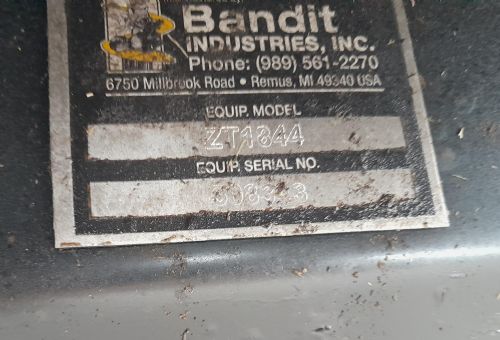 Bandit
INDUSTRIES, INC.
Phone: (989) 561-2270
6750 Millbrook Road • Remus, MI 49340 USA
EQUIP. MODEL
ZT1844
EQUIP. SERIAL NO.